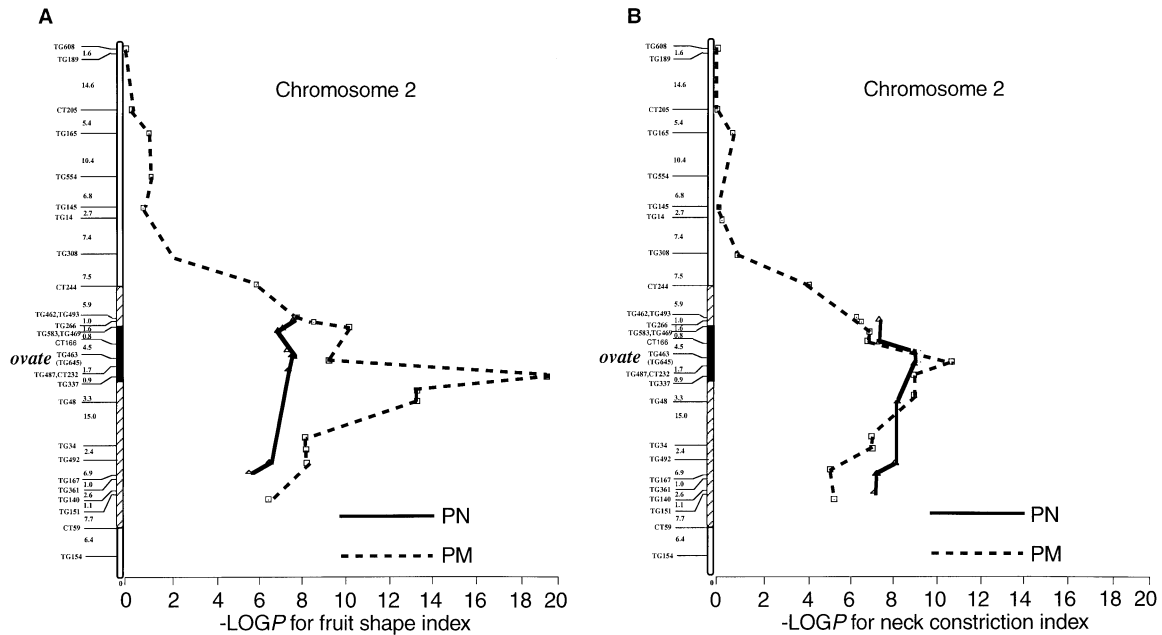 A
TG608
1.6
TG189
14.6
CT205
5.4
TG165
10.4
TG554
6.8
TG145
2.7
TG14
7.4
TG308
7.5
CT244
5.9
TG462,TG493
1.0
TG266
1.6
TG583,TG469
0.8
CT166
4.5
TG463
ovate (TG645)
1.7
TG487,CT232
0.9
TG337
3.3
TG48
15.0
TG34
2.4
TG492
6.9
TG167
1.0
TG361
2.6
TG140
1.1
TG151
7.7
CT59
6.4
TG154
Chromosome 2
PN
PM
0
0 2 4 6 8 10 12 14 16 18 20
-LOGP for fruit shape index
B
TG608
1.6
TG189
14.6
CT205
5.4
TG165
10.4
TG554
6.8
TG145
2.7
TG14
7.4
TG308
7.5
CT244
5.9
TG462,TG493
1.0
TG266
1.6
TG583,TG469
0.8
CT166
4.5
TG463
ovate (TG645)
1.7
TG487,CT232
0.9
TG337
3.3
TG48
15.0
TG34
2.4
TG492
6.9
TG167
1.0
TG361
2.6
TG140
1.1
TG151
7.7
CT59
6.4
TG154
Chromosome 2
PN
PM
0
0 2 4 6 8 10 12 14 16 18 20
-LOGP for neck constriction index